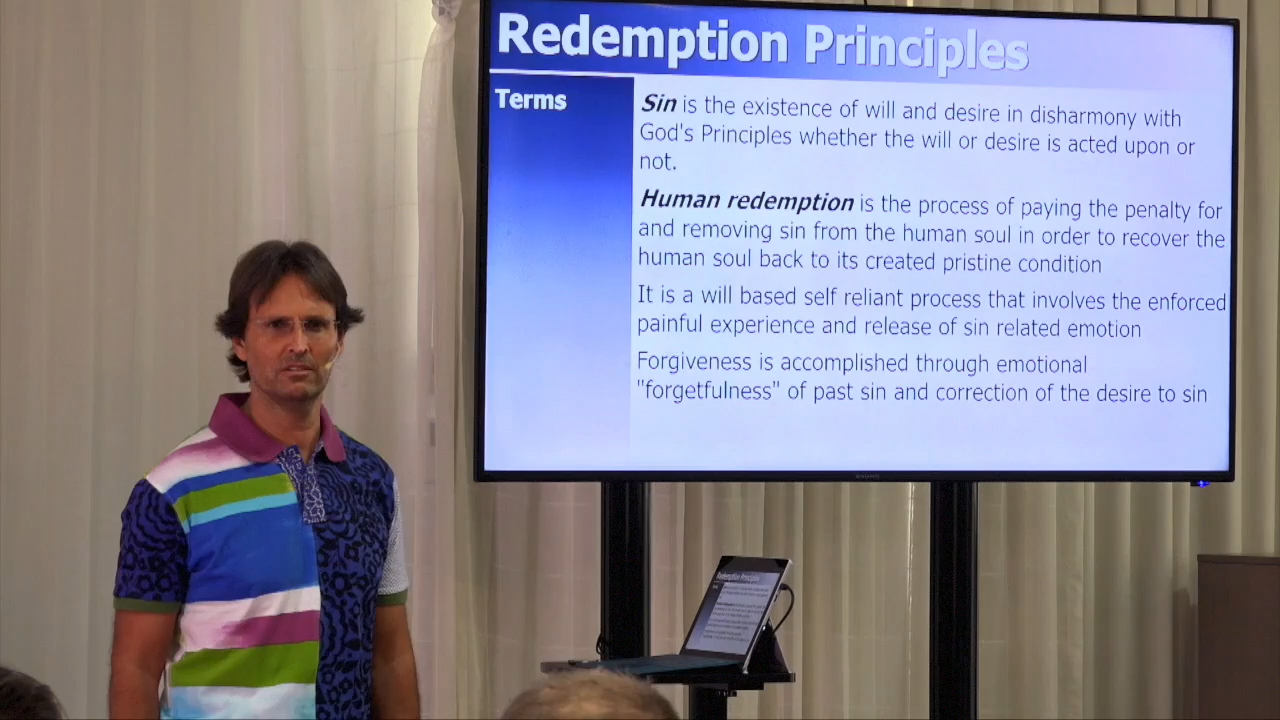 Redemption Principles
Terms
Sin is the existence of will and desire in disharmony with
God's Principles whether the will or desire is acted upon or
not.
Human redemption is the process of paying the penalty for
and removing sin from the human soul in order to recover the
human soul back to its created pristine condition
It is a will based self reliant process that involves the enforced
painful experience and release of sin related emotion
Forgiveness is accomplished through emotional
"forgetfulness" of past sin and correction of the desire to sin
Redemption Principles